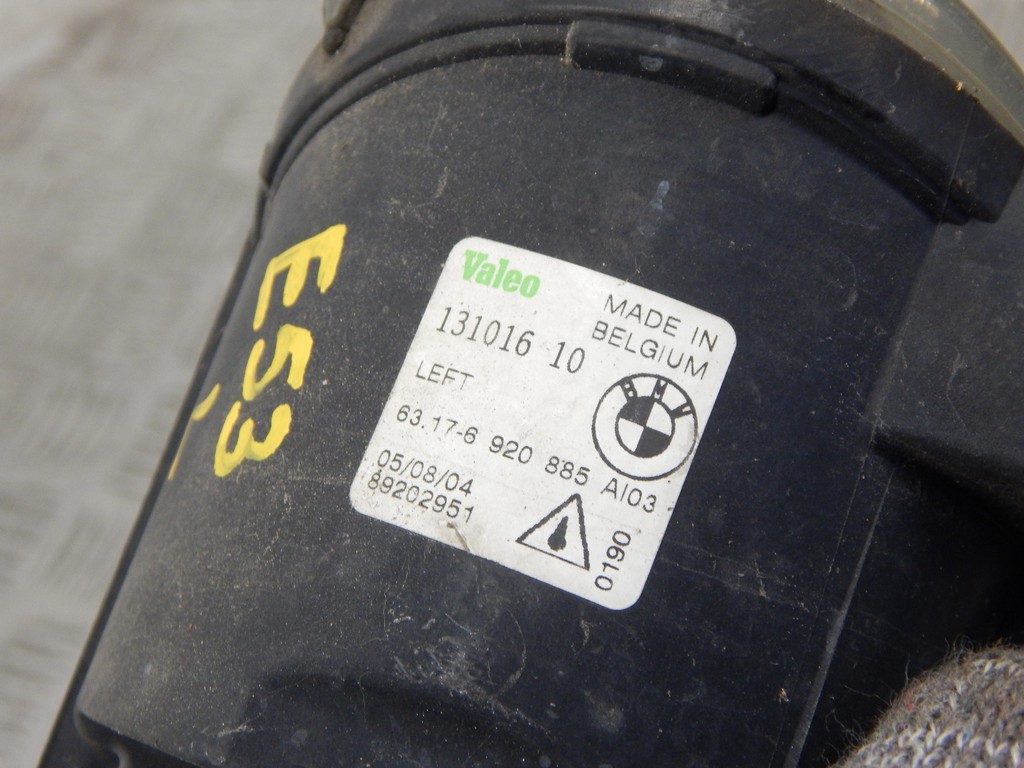 E53
Valeo
MADE IN
BELGIUM
131016 10
LEFT
BMW
63.17-6 920 885 AI03
05/08/04
89202951
0190